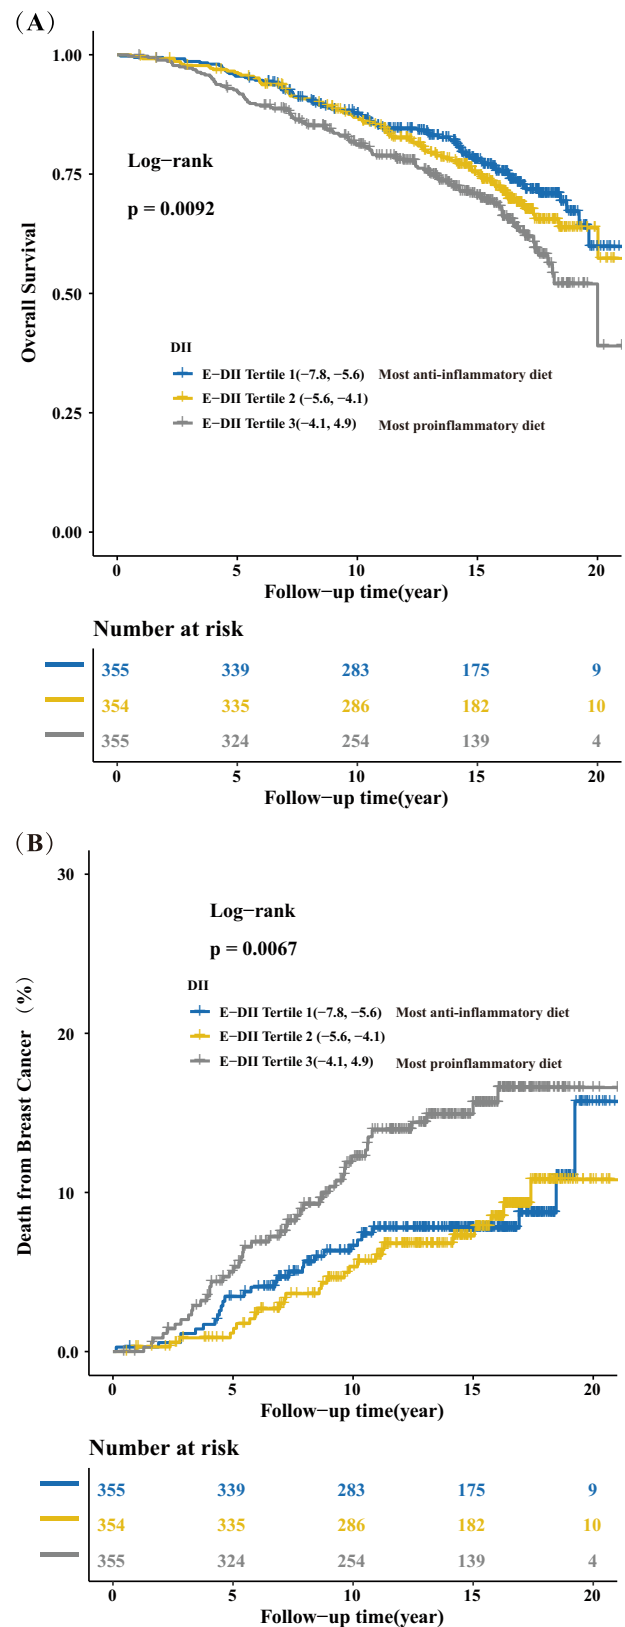 （A）
1.00
0.75
0.50
0.25
0.00
Overall Survival
Log−rank
p = 0.0092
DII
E−DII Tertile 1(−7.8, −5.6) Most anti-inflammatory diet
E−DII Tertile 2 (−5.6, −4.1)
E−DII Tertile 3(−4.1, 4.9) Most proinflammatory diet
0 5 10 15 20
Follow−up time(year)
Number at risk
355 339 283 175 9
354 335 286 182 10
355 324 254 139 4
0 5 10 15 20
Follow−up time(year)
（B）
30
20
10
0.0
Death from Breast Cancer（%）
Log−rank
p = 0.0067
DII
E−DII Tertile 1(−7.8, −5.6) Most anti-inflammatory diet
E−DII Tertile 2 (−5.6, −4.1)
E−DII Tertile 3(−4.1, 4.9) Most proinflammatory diet
0 5 10 15 20
Follow−up time(year)
Number at risk
355 339 283 175 9
354 335 286 182 10
355 324 254 139 4
0 5 10 15 20
Follow−up time(year)